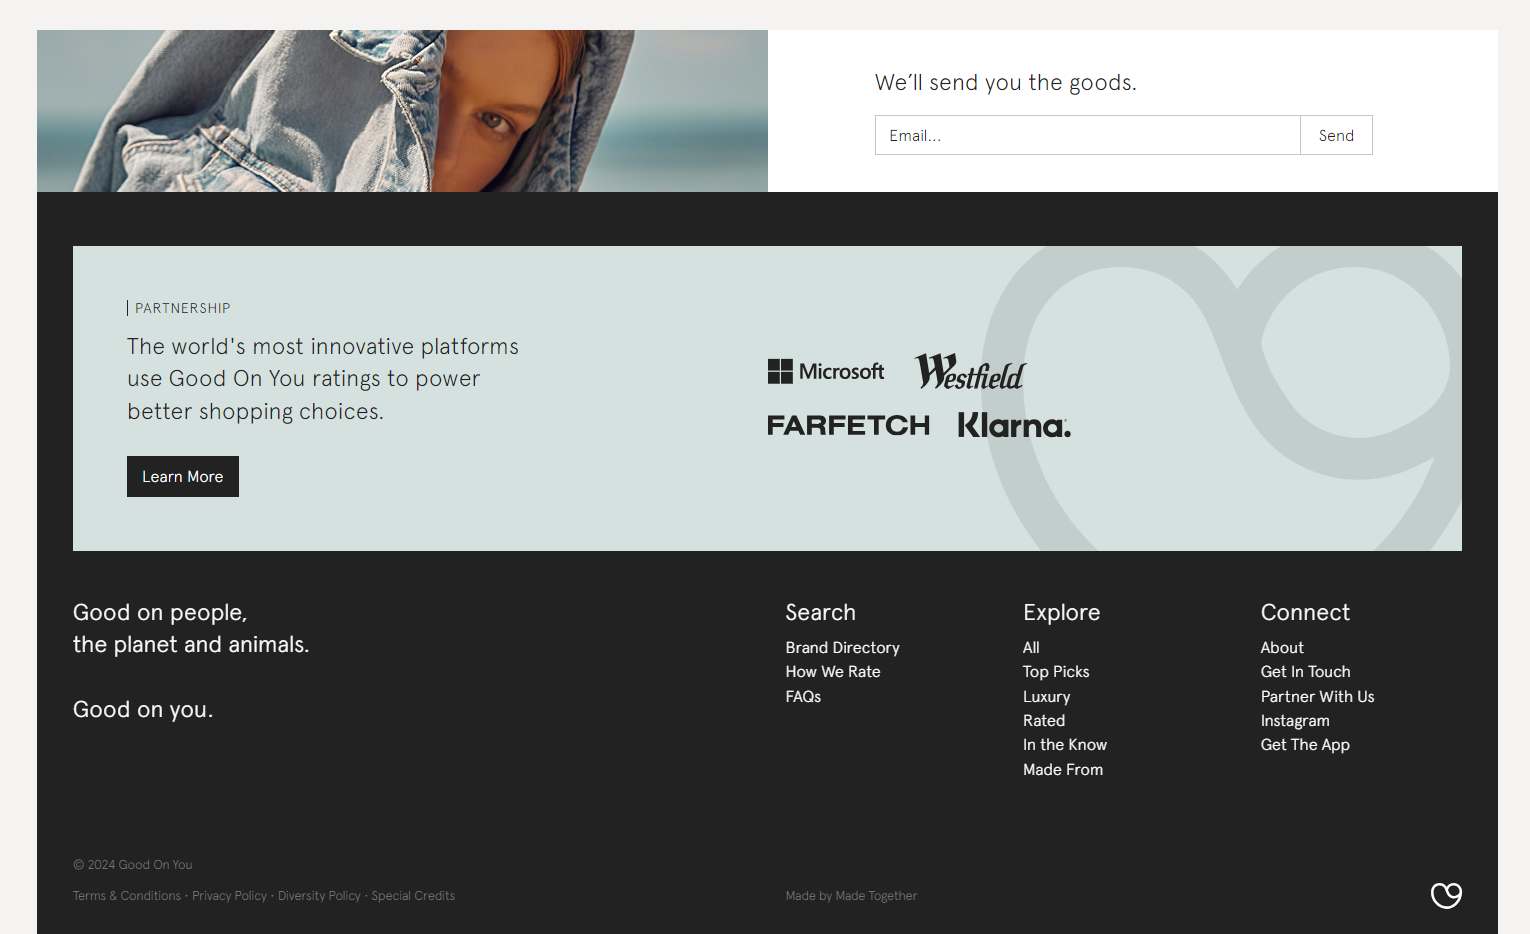 We’ll send you the goods.
Email...
Send
PARTNERSHIP
The world's most innovative platforms
use Good On You ratings to power
better shopping choices.
Learn More
Microsoft
Westfield
FARFETCH
Klarna.
Good on people,
the planet and animals.
Good on you.
Search
Brand Directory
How We Rate
FAQs
Explore
All
Top Picks
Luxury
Rated
In the Know
Made From
Connect
About
Get In Touch
Partner With Us
Instagram
Get The App
© 2024 Good On You
Terms & Conditions · Privacy Policy · Diversity Policy · Special Credits
Made by Made Together